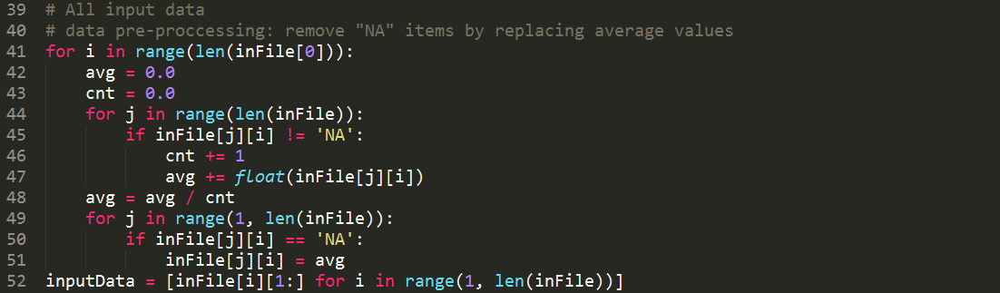 39 # All input data
40 # data pre-proccessing: remove "NA" items by replacing average values
41 for i in range(len(inFile[0])):
42     avg = 0.0
43     cnt = 0.0
44     for j in range(len(inFile)):
45         if inFile[j][i] != 'NA':
46             cnt += 1
47             avg += float(inFile[j][i])
48     avg = avg / cnt
49     for j in range(1, len(inFile)):
50         if inFile[j][i] == 'NA':
51             inFile[j][i] = avg
52 inputData = [inFile[i][1:] for i in range(1, len(inFile))]